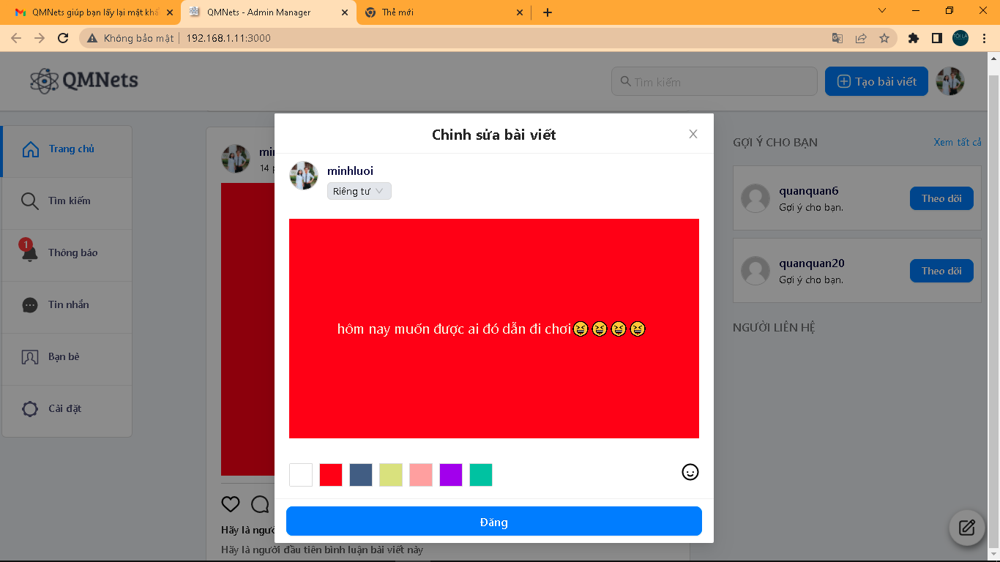 QMNets giúp bạn lấy lại mật khẩ
QMNets - Admin Manager
Thẻ mới
Không bảo mật
192.168.1.11:3000
QMNets
Tìm kiếm
Tạo bài viết
Trang chủ
Tìm kiếm
1
Thông báo
Tin nhắn
Bạn bè
Cài đặt
14
Chỉnh sửa bài viết
minhluoi
Riêng tư
hôm nay muốn được ai đó dẫn đi chơi😆😆😆😆
Đăng
Hãy là ngườ
Hãy là người đầu tiên bình luận bài viết này
GỢI Ý CHO BẠN
Xem tất cả
quanquan6
Gợi ý cho bạn.
Theo dõi
quanquan20
Gợi ý cho bạn.
Theo dõi
NGƯỜI LIÊN HỆ